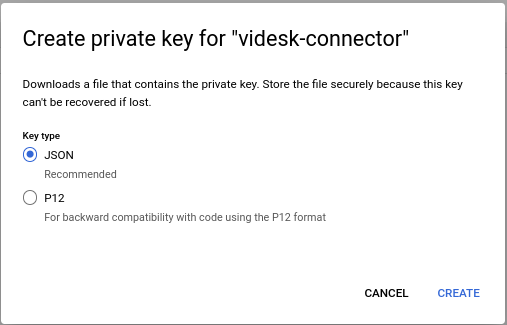 Create private key for "videsk-connector"
Downloads a file that contains the private key. Store the file securely because this key
can't be recovered if lost.
Key type
JSON
Recommended
P12
For backward compatibility with code using the P12 format
CANCEL CREATE